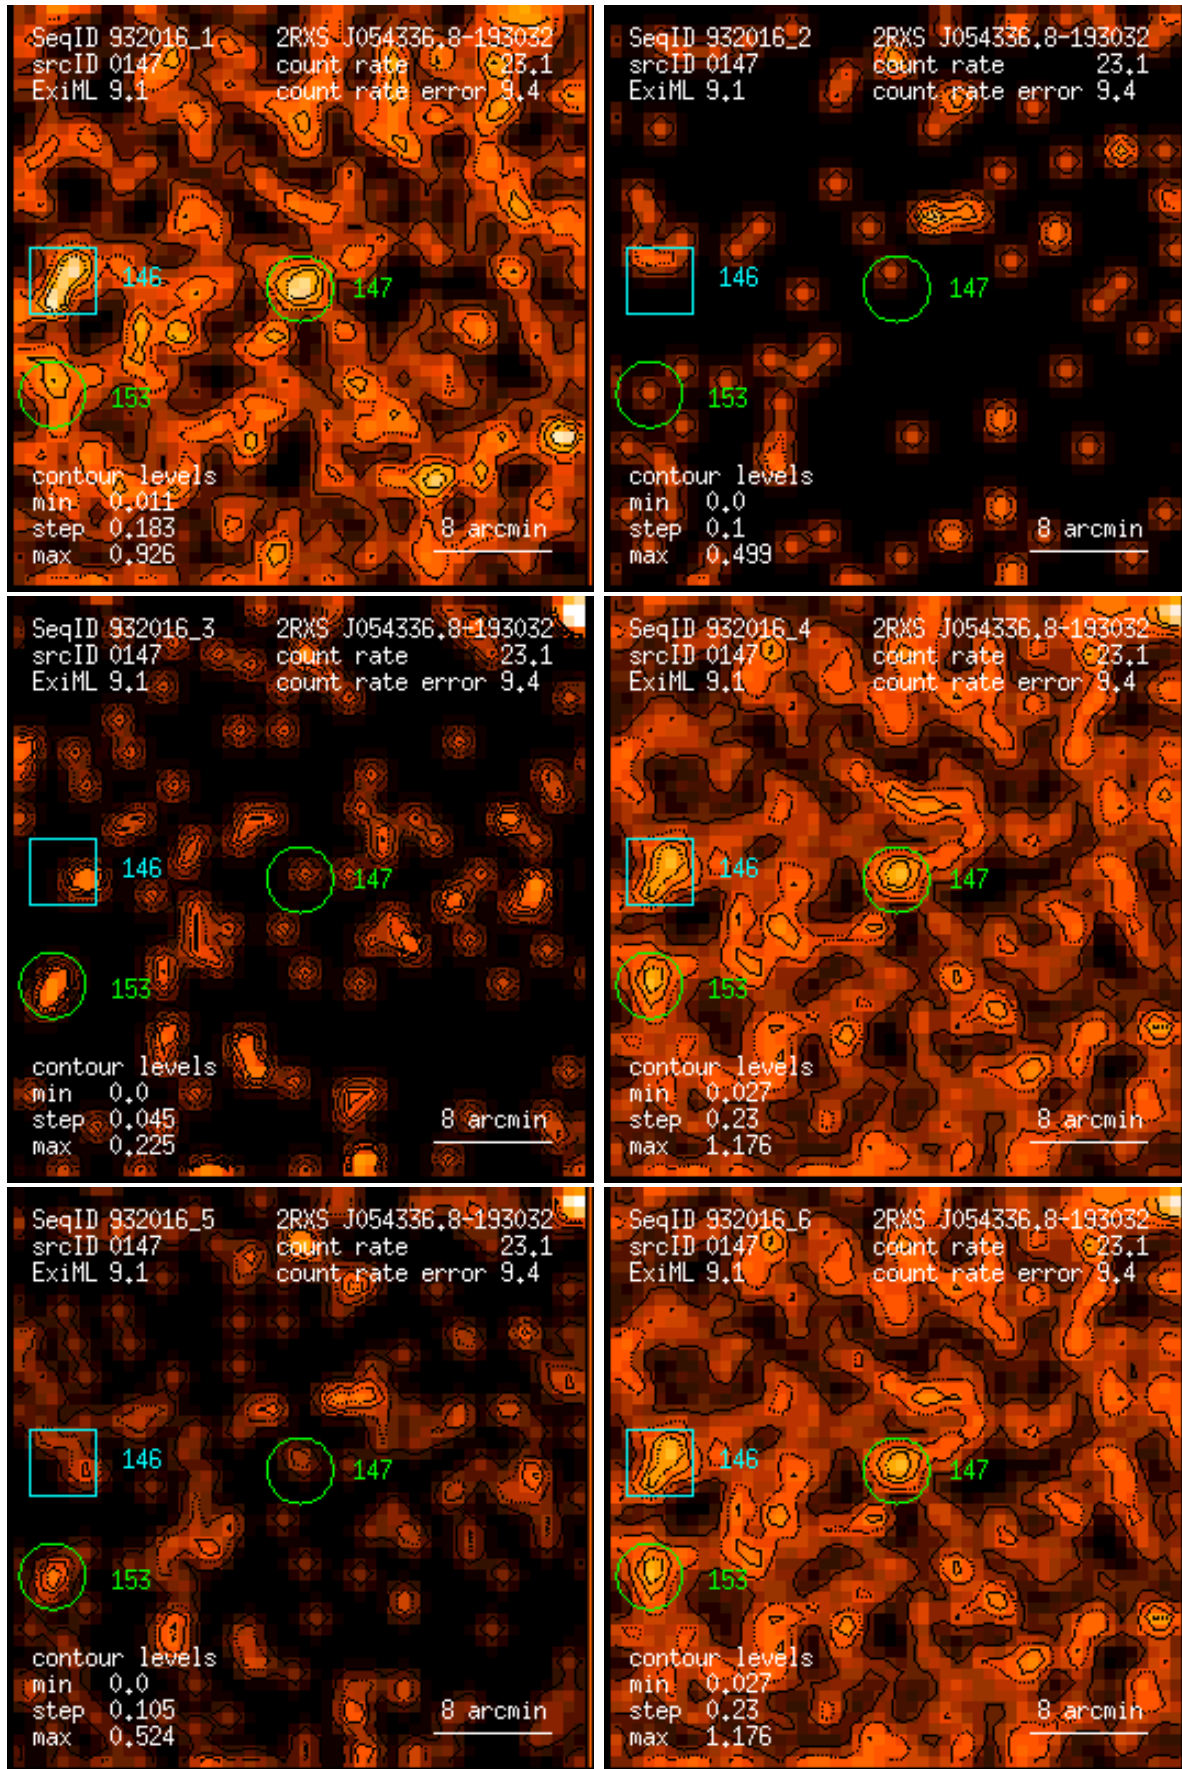 SeqID 932016_1 2RXS J054336.8-193032
srcID 0147 count rate 23.1
ExiML 9.1 count rate error 9.4
146
147
153
contour levels
min 0.011
step 0.183 8 arcmin
max 0.926
SeqID 932016_2 2RXS J054336.8-193032
srcID 0147 count rate 23.1
ExiML 9.1 count rate error 9.4
146
147
153
contour levels
min 0.0
step 0.1 8 arcmin
max 0.499
SeqID 932016_3 2RXS J054336.8-193032
srcID 0147 count rate 23.1
ExiML 9.1 count rate error 9.4
146
147
153
contour levels
min 0.0
step 0.045 8 arcmin
max 0.225
SeqID 932016_4 2RXS J054336.8-193032
srcID 0147 count rate 23.1
ExiML 9.1 count rate error 9.4
146
147
153
contour levels
min 0.027
step 0.23 8 arcmin
max 1.176
SeqID 932016_5 2RXS J054336.8-193032
srcID 0147 count rate 23.1
ExiML 9.1 count rate error 9.4
146
147
153
contour levels
min 0.0
step 0.105 8 arcmin
max 0.524
SeqID 932016_6 2RXS J054336.8-193032
srcID 0147 count rate 23.1
ExiML 9.1 count rate error 9.4
146
147
153
contour levels
min 0.027
step 0.23 8 arcmin
max 1.176